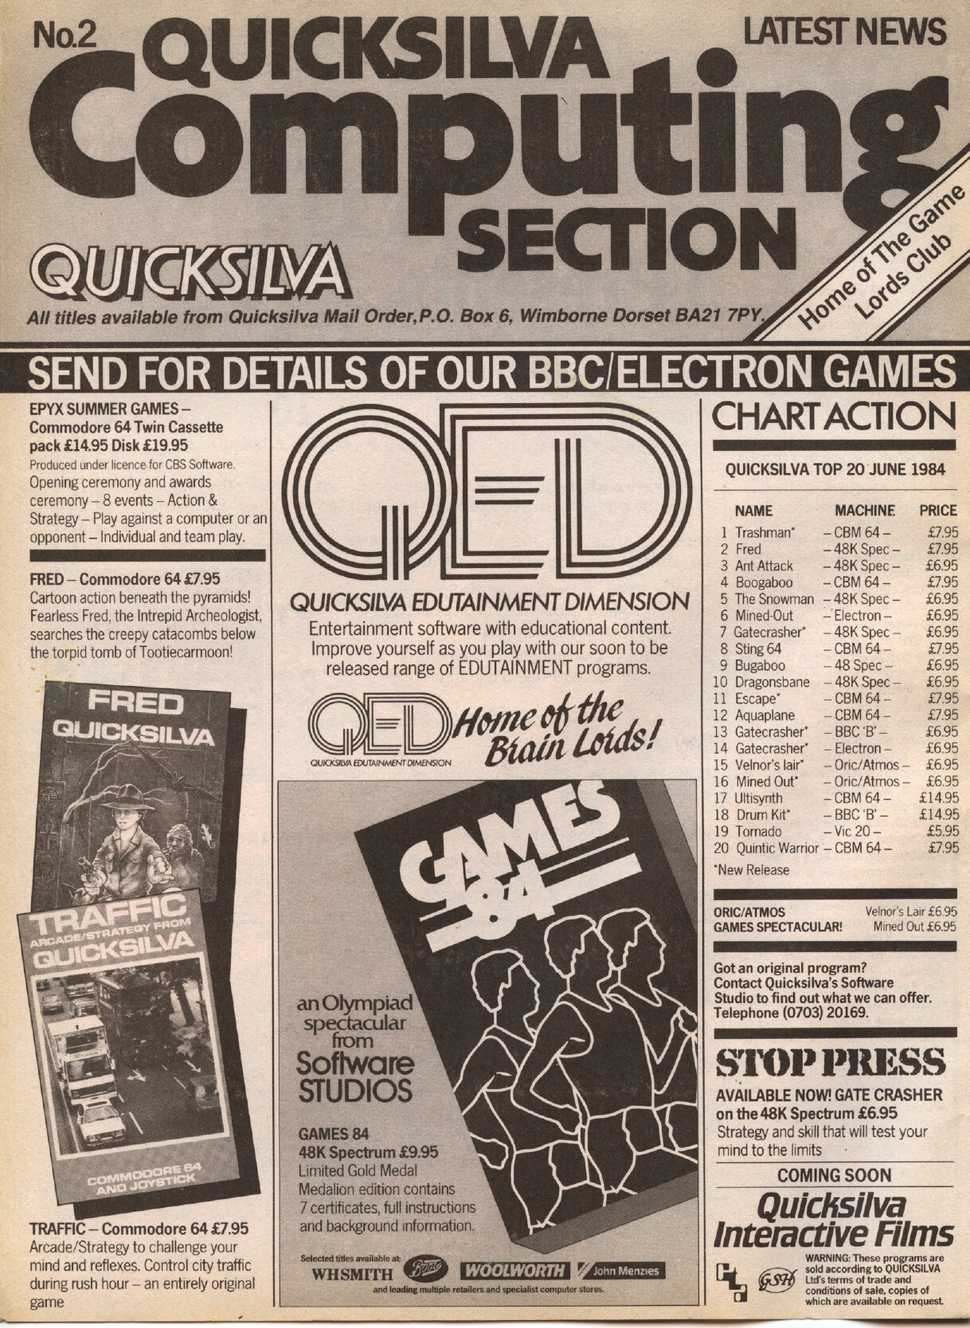 No.2
QUICKSILVA
LATEST NEWS
Computing
SECTION
QUICKSILVA
Home of The Game
Lords Club
All titles available from Quicksilva Mail Order, P.O. Box 6, Wimborne Dorset BA21 7PY.
SEND FOR DETAILS OF OUR BBC/ELECTRON GAMES
EPYX SUMMER GAMES –
Commodore 64 Twin Cassette
pack £14.95 Disk £19.95
Produced under licence for CBS Software.
Opening ceremony and awards
ceremony – 8 events – Action &
Strategy – Play against a computer or an
opponent – Individual and team play.
FRED – Commodore 64 £7.95
Cartoon action beneath the pyramids!
Fearless Fred, the Intrepid Archeologist,
searches the creepy catacombs below
the torpid tomb of Tootiecarmoon!
FRED
QUICKSILVA
TRAFFIC
ARCADE/STRATEGY FROM
QUICKSILVA
COMMODORE 64
AND JOYSTICK
TRAFFIC – Commodore 64 £7.95
Arcade/Strategy to challenge your
mind and reflexes. Control city traffic
during rush hour – an entirely original
game
QED
QUICKSILVA EDUTAINMENT DIMENSION
Entertainment software with educational content.
Improve yourself as you play with our soon to be
released range of EDUTAINMENT programs.
QED
QUICKSILVA EDUTAINMENT DIMENSION
Home of the
Brain Lords!
GAMES
84
an Olympiad
spectacular
from
Software
STUDIOS
GAMES 84
48K Spectrum £9.95
Limited Gold Medal
Medalion edition contains
7 certificates, full instructions
and background information.
Selected titles available at:
WHSMITH Boots WOOLWORTH John Menzies
and leading multiple retailers and specialist computer stores.
CHART ACTION
QUICKSILVA TOP 20 JUNE 1984
NAME MACHINE PRICE
1 Trashman* – CBM 64 – £7.95
2 Fred – 48K Spec – £7.95
3 Ant Attack – 48K Spec – £6.95
4 Boogaboo – CBM 64 – £7.95
5 The Snowman – 48K Spec – £6.95
6 Mined-Out – Electron – £6.95
7 Gatecrasher* – 48K Spec – £6.95
8 Sting 64 – CBM 64 – £7.95
9 Bugaboo – 48 Spec – £6.95
10 Dragonsbane – 48K Spec – £6.95
11 Escape* – CBM 64 – £7.95
12 Aquaplane – CBM 64 – £7.95
13 Gatecrasher* – BBC 'B' – £6.95
14 Gatecrasher* – Electron – £6.95
15 Velnor's lair* – Oric/Atmos – £6.95
16 Mined Out* – Oric/Atmos – £6.95
17 Ultisynth – CBM 64 – £14.95
18 Drum Kit* – BBC 'B' – £14.95
19 Tornado – Vic 20 – £5.95
20 Quintic Warrior – CBM 64 – £7.95
*New Release
ORIC/ATMOS Velnor's Lair £6.95
GAMES SPECTACULAR! Mined Out £6.95
Got an original program?
Contact Quicksilva's Software
Studio to find out what we can offer.
Telephone (0703) 20169.
STOP PRESS
AVAILABLE NOW! GATE CRASHER
on the 48K Spectrum £6.95
Strategy and skill that will test your
mind to the limits
COMING SOON
Quicksilva
Interactive Films
GSH
WARNING: These programs are
sold according to QUICKSILVA
Ltd's terms of trade and
conditions of sale, copies of
which are available on request.